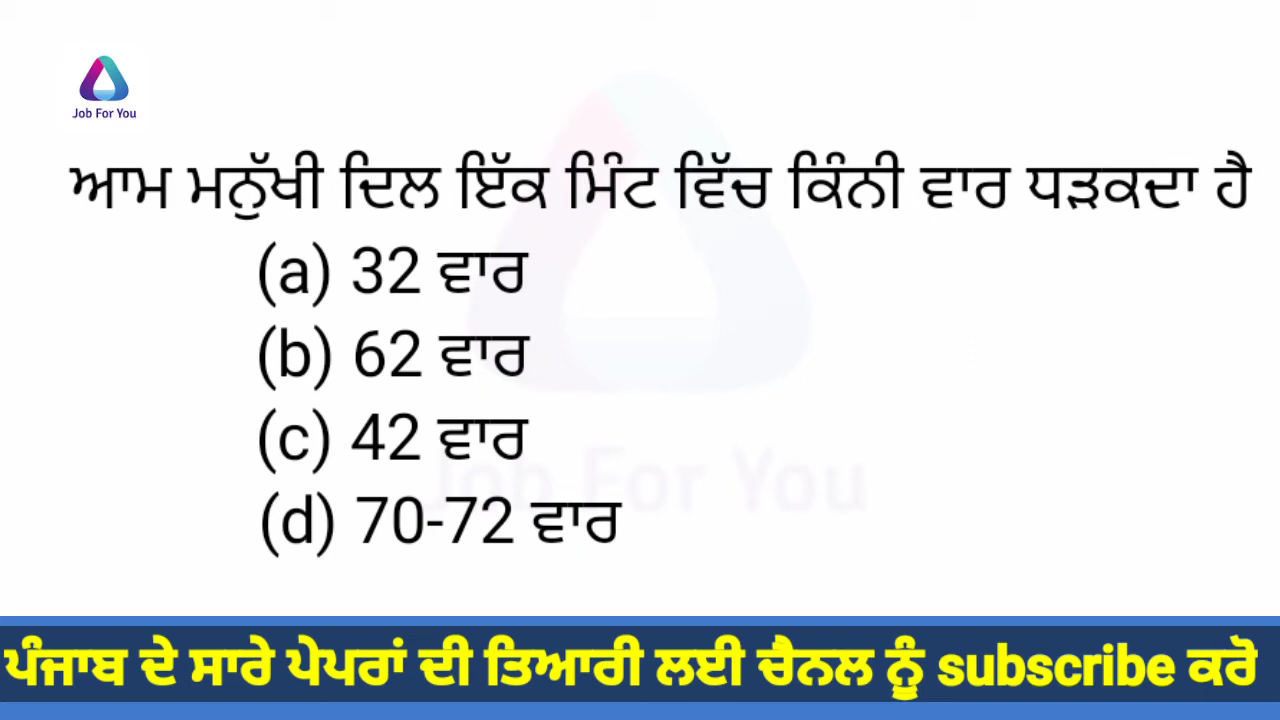 Job For You
ਆਮ ਮਨੁੱਖੀ ਦਿਲ ਇੱਕ ਮਿੰਟ ਵਿੱਚ ਕਿੰਨੀ ਵਾਰ ਧੜਕਦਾ ਹੈ
(a) 32 ਵਾਰ
(b) 62 ਵਾਰ
(c) 42 ਵਾਰ
Job For You
(d) 70-72 ਵਾਰ
ਪੰਜਾਬ ਦੇ ਸਾਰੇ ਪੇਪਰਾਂ ਦੀ ਤਿਆਰੀ ਲਈ ਚੈਨਲ ਨੂੰ subscribe ਕਰੋ